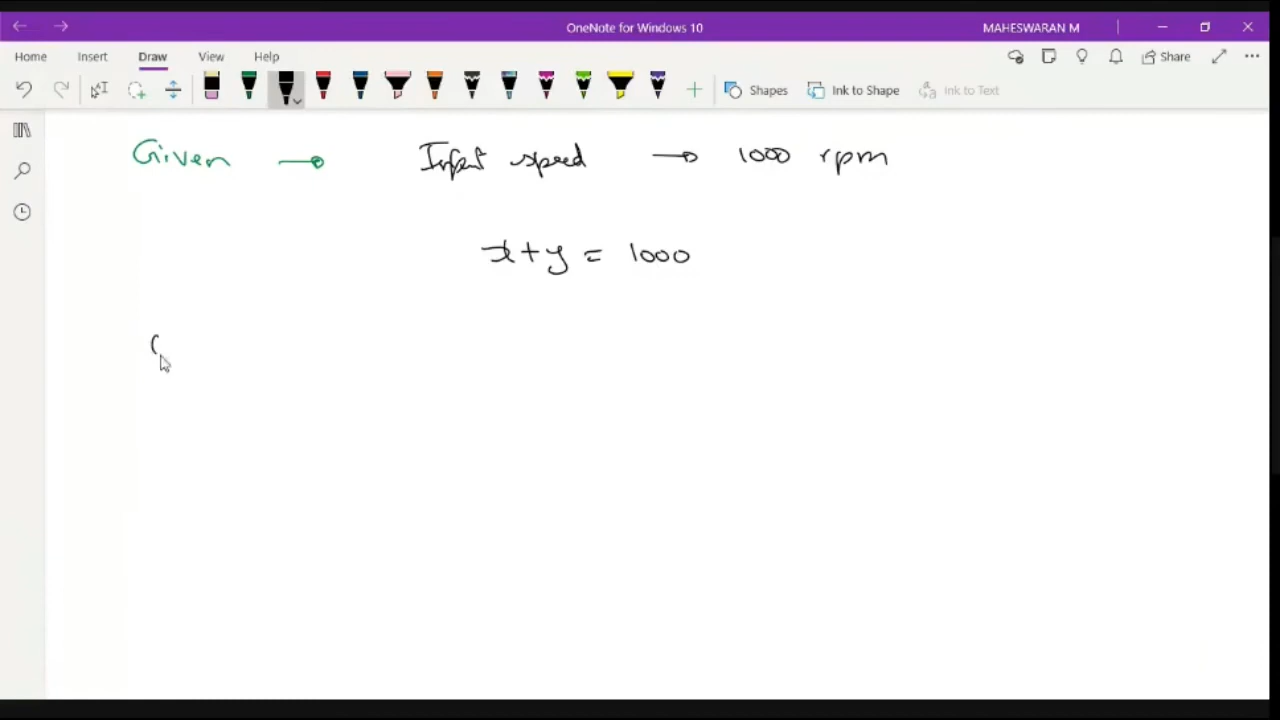 OneNote for Windows 10
MAHESWARAN M
Home Insert Draw View Help
Share
Shapes Ink to Shape Ink to Text
Given → Input speed → 1000 rpm
x+y = 1000
(